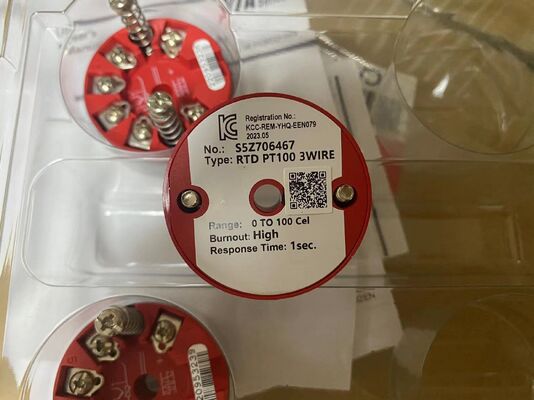 Registration No.:
KCC-REM-YHQ-EEN079
2023.05
No.: S5Z706467
Type: RTD PT100 3WIRE
Range: 0 TO 100 Cel
Burnout: High
Response Time: 1sec.
20953239